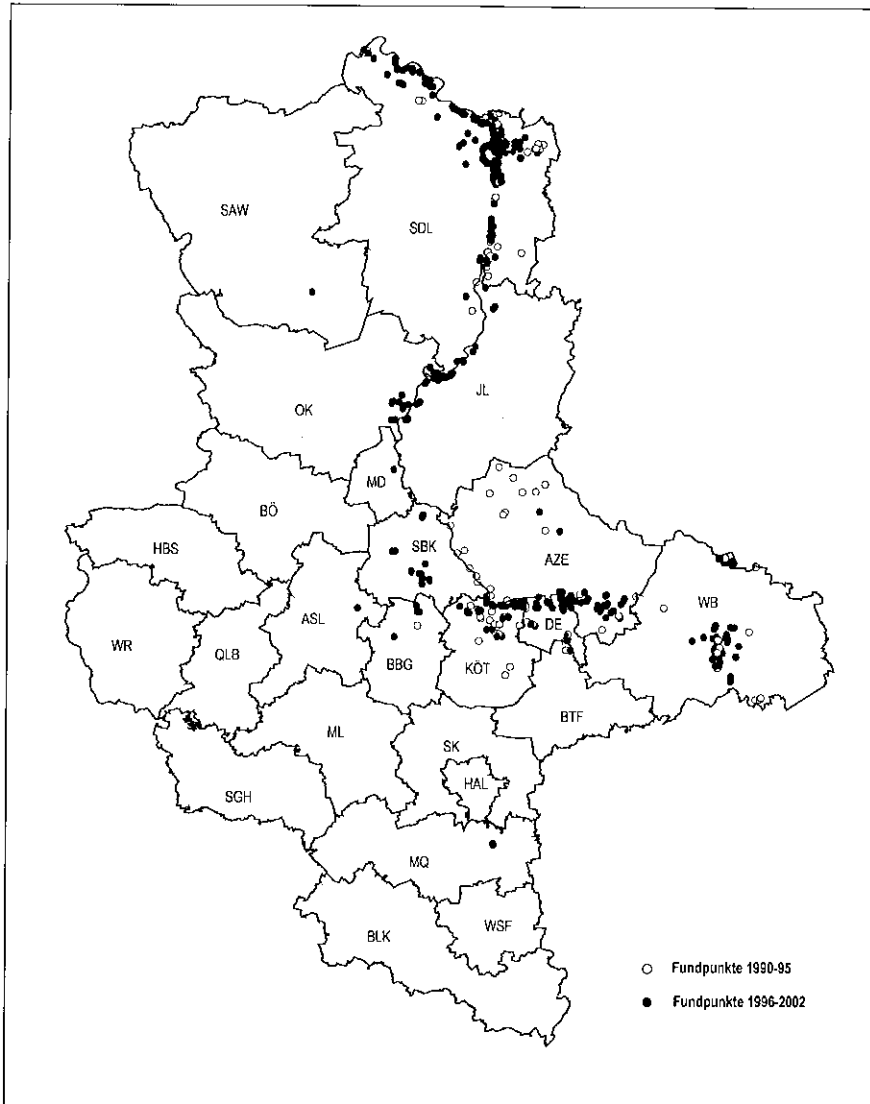 SAW
SDL
OK
JL
MD
BÖ
HBS
SBK
AZE
WB
WR
QLB
ASL
BBG
KÖT
DE
BTF
ML
SK
HAL
SGH
MQ
BLK
WSF
Fundpunkte 1990-95
Fundpunkte 1996-2002